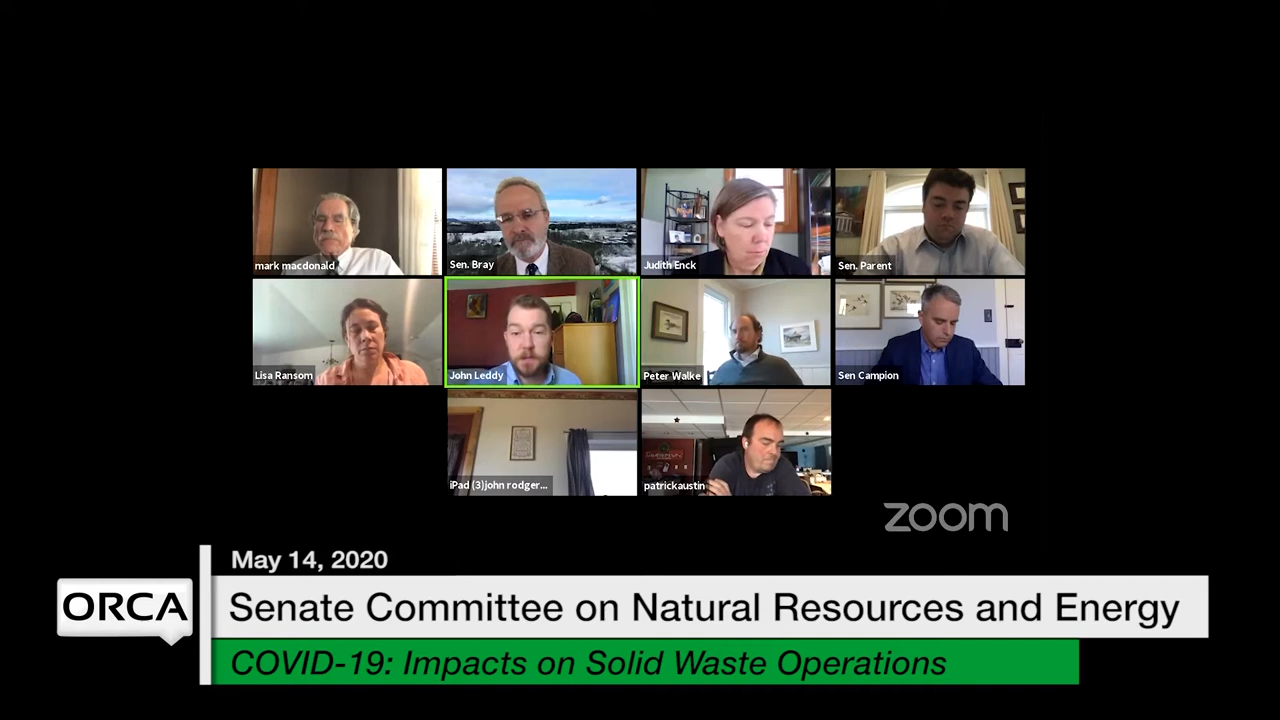 mark macdonald
Sen. Bray
Judith Enck
Sen. Parent
Lisa Ransom
John Leddy
Peter Walke
Sen Campion
iPad (3)john rodger...
patrickaustin
zoom
May 14, 2020
ORCA
Senate Committee on Natural Resources and Energy
COVID-19: Impacts on Solid Waste Operations